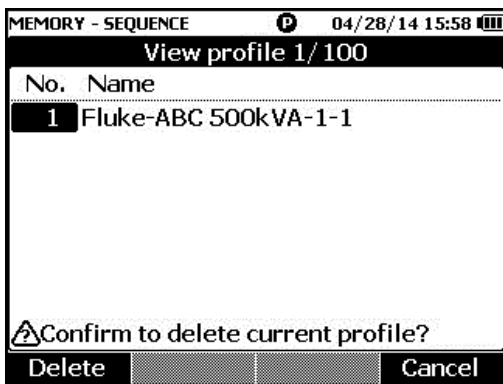 MEMORY - SEQUENCE P 04/28/14 15:58
View profile 1/100
No. Name
1 Fluke-ABC 500kVA-1-1
Confirm to delete current profile?
Delete Cancel